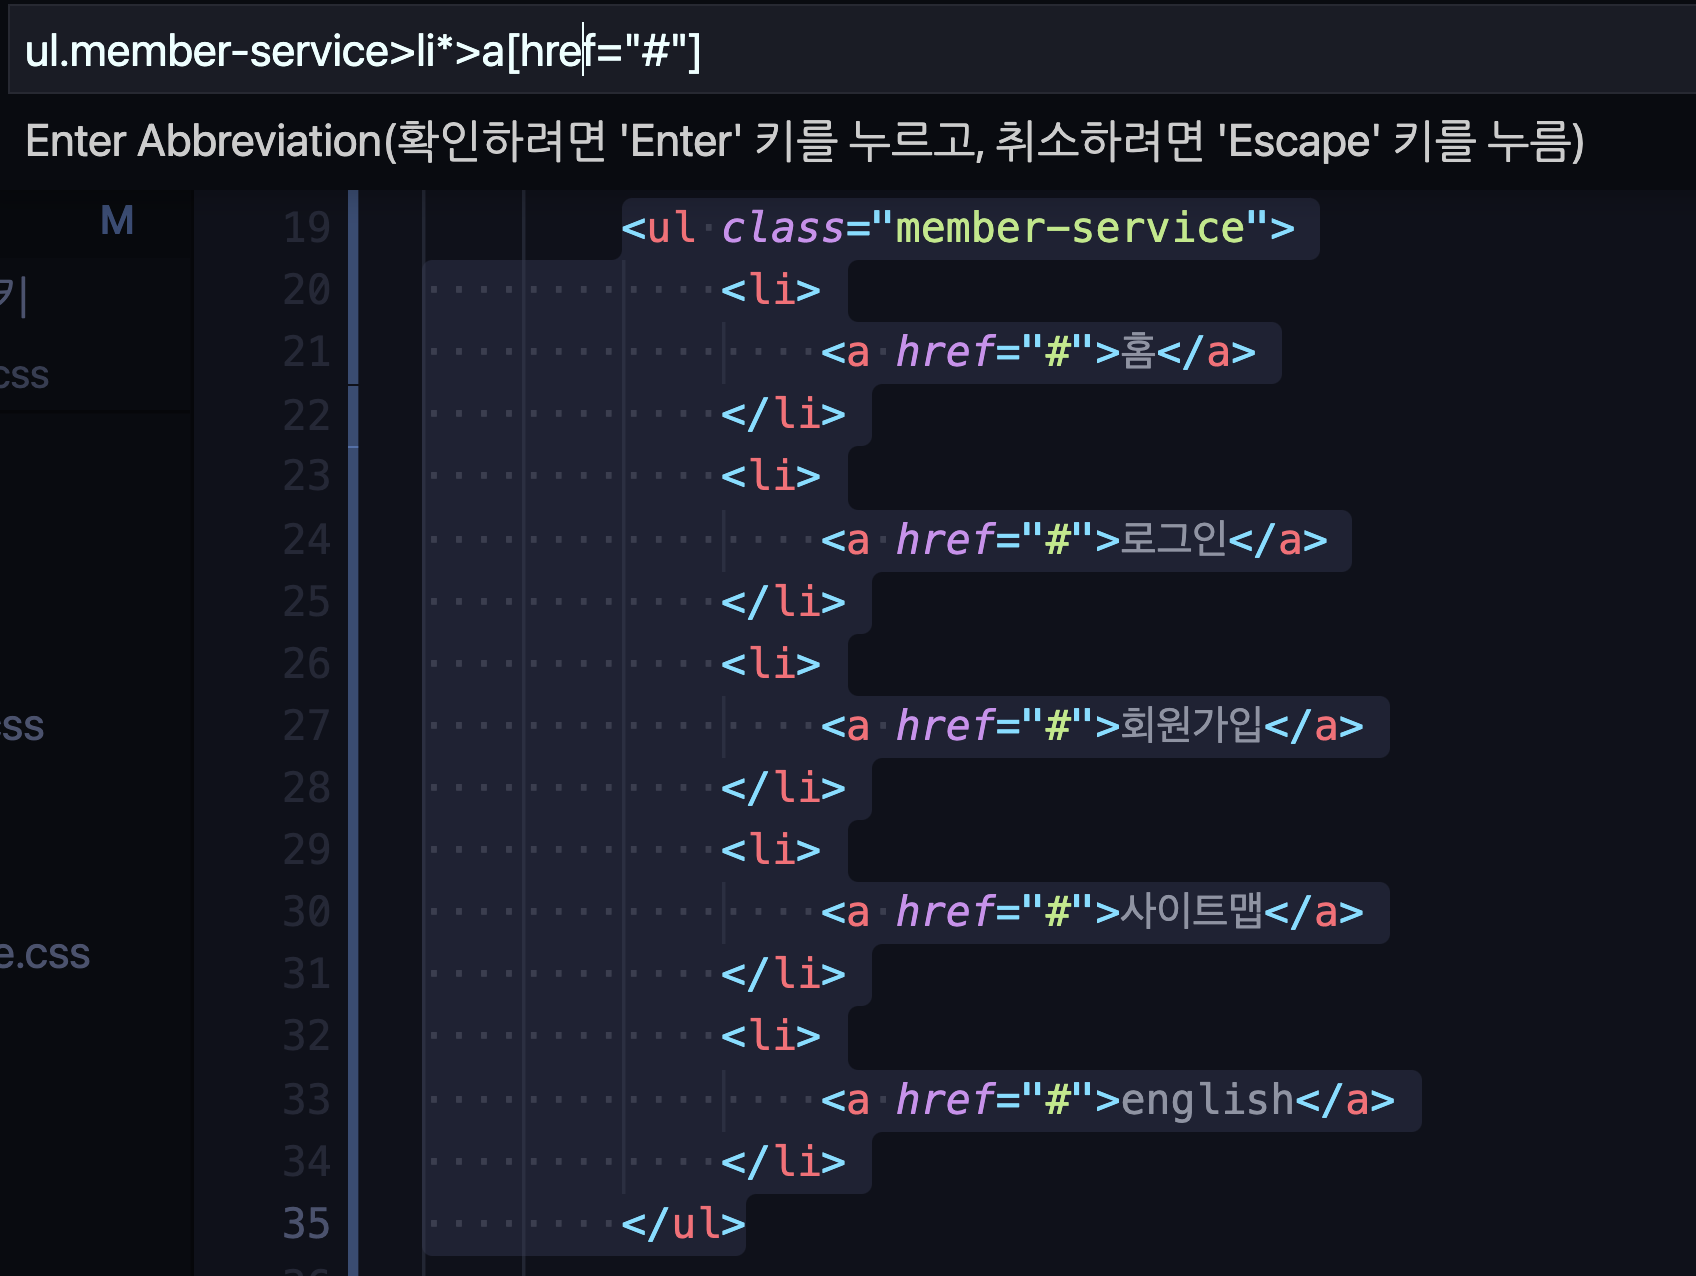 ul.member-service>li*>a[href="#"]
Enter Abbreviation(확인하려면 'Enter' 키를 누르고, 취소하려면 'Escape' 키를 누름)
M
19 <ul class="member-service">
키
20 <li>
21 <a href="#">홈</a>
css
22 </li>
23 <li>
24 <a href="#">로그인</a>
25 </li>
26 <li>
27 <a href="#">회원가입</a>
ss
28 </li>
29 <li>
30 <a href="#">사이트맵</a>
e.css
31 </li>
32 <li>
33 <a href="#">english</a>
34 </li>
35 </ul>